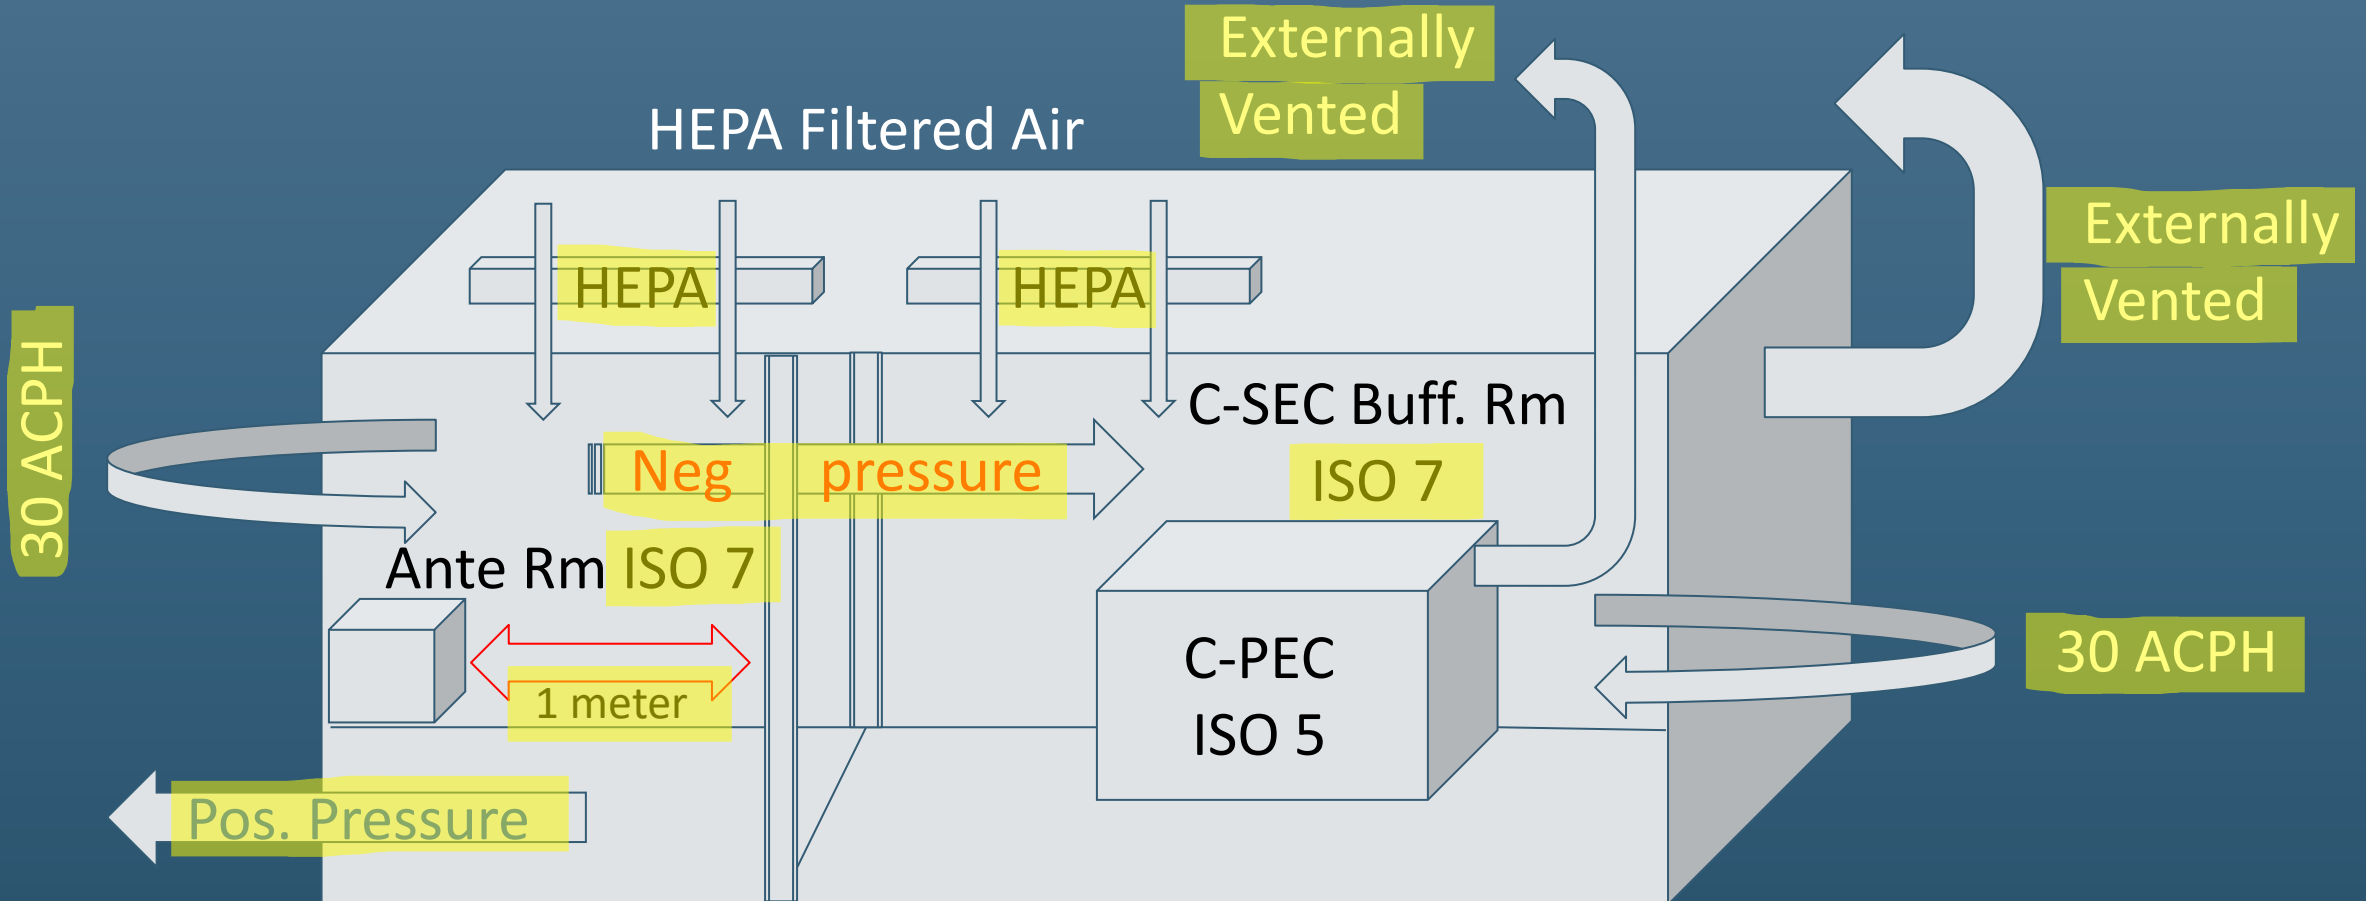 Externally
Vented
HEPA Filtered Air
Externally
Vented
HEPA
HEPA
30 ACPH
C-SEC Buff. Rm
ISO 7
Neg pressure
Ante Rm ISO 7
1 meter
C-PEC
ISO 5
30 ACPH
Pos. Pressure